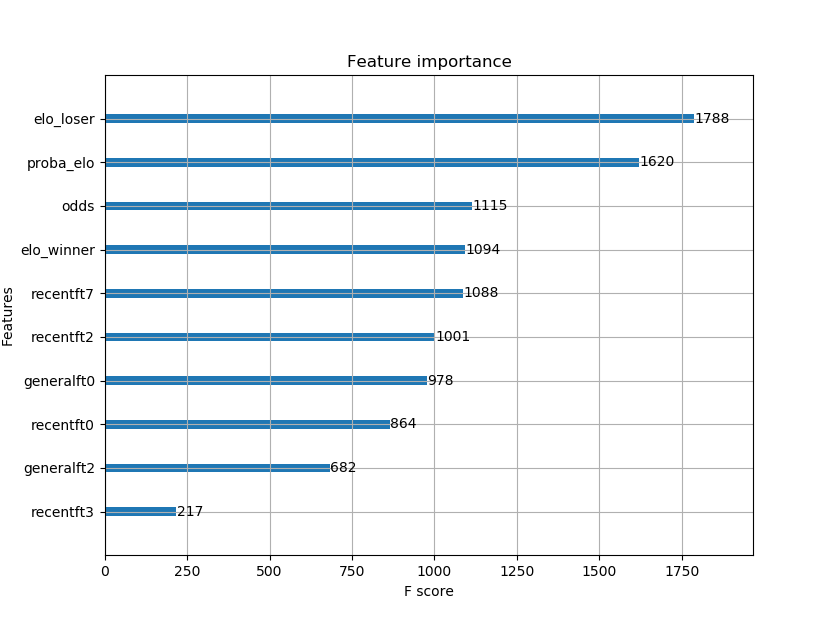 Feature importance
Features
elo_loser 1788
proba_elo 1620
odds 1115
elo_winner 1094
recentft7 1088
recentft2 1001
generalft0 978
recentft0 864
generalft2 682
recentft3 217
0 250 500 750 1000 1250 1500 1750
F score